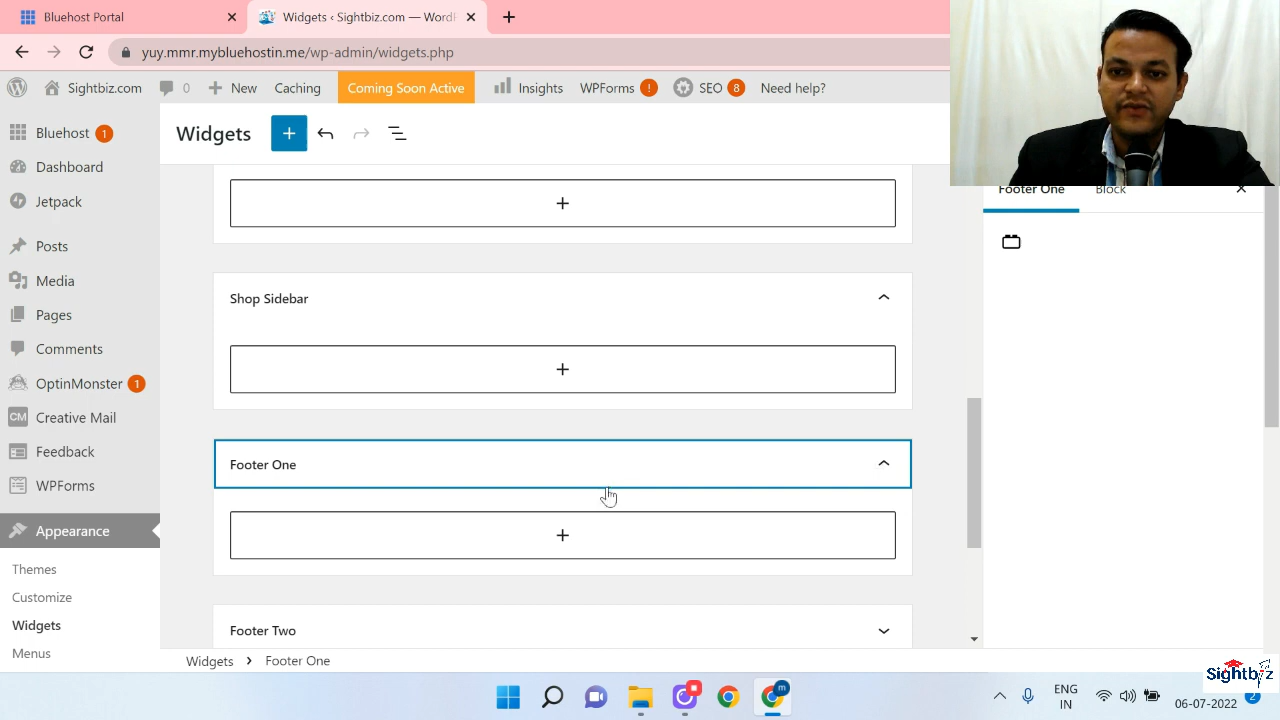 Bluehost Portal
Widgets ‹ Sightbiz.com — WordP
yuy.mmr.mybluehostin.me/wp-admin/widgets.php
Sightbiz.com
0
New
Caching
Coming Soon Active
Insights
WPForms
!
SEO
8
Need help?
Bluehost
1
Dashboard
Jetpack
Posts
Media
Pages
Comments
OptinMonster
1
CM
Creative Mail
Feedback
WPForms
Appearance
Themes
Customize
Widgets
Menus
Widgets
Shop Sidebar
Footer One
Footer Two
Widgets
Footer One
Footer One
Block
m
ENG
IN
06-07-2022
2
Sightbiz